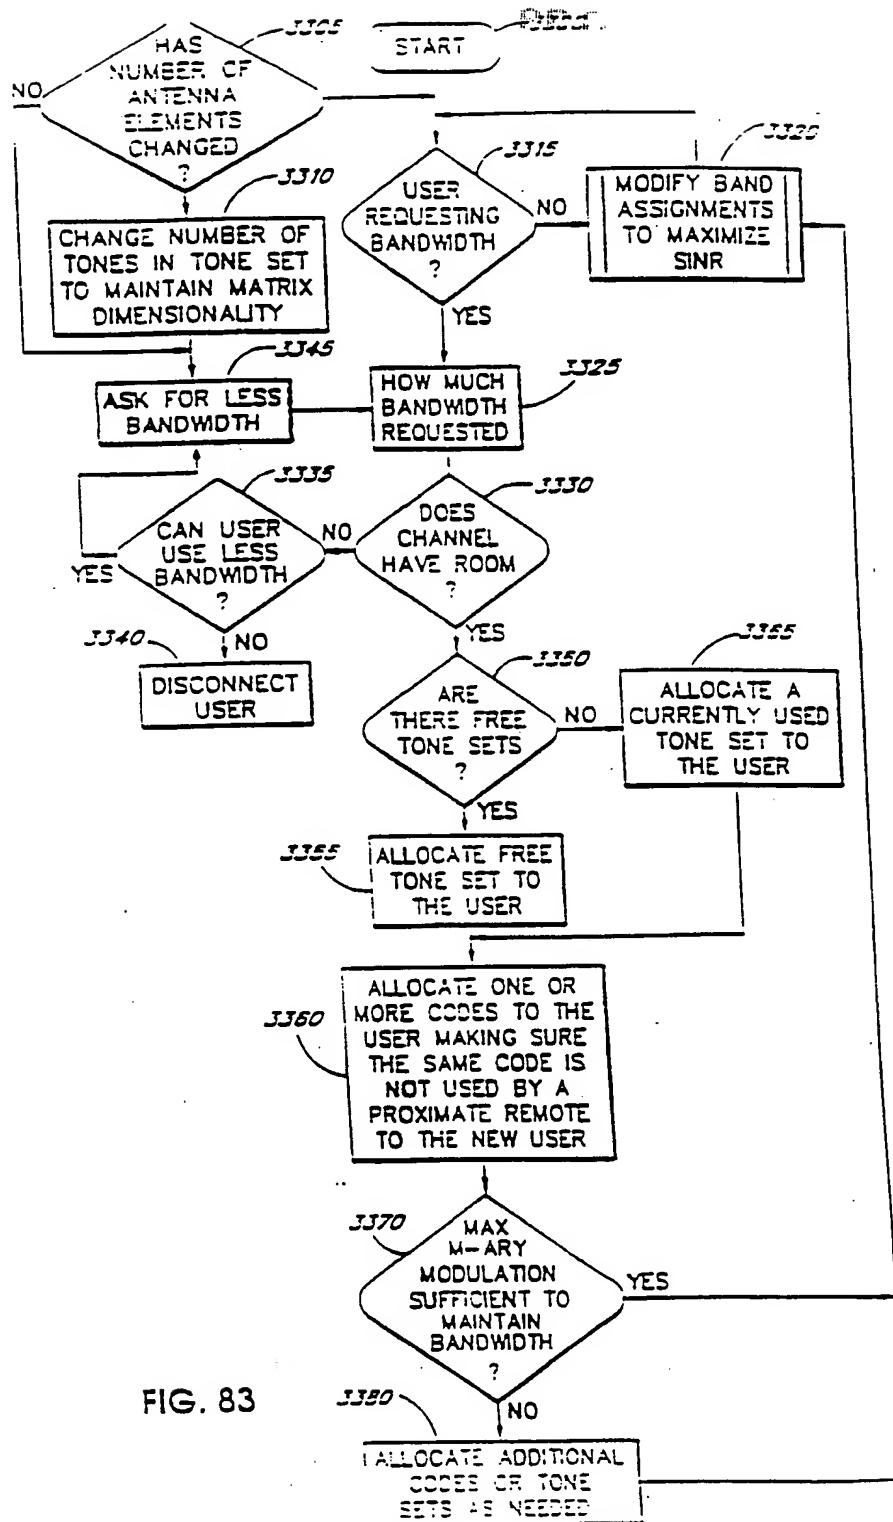 3305
START
HAS
NUMBER OF
ANTENNA
ELEMENTS
CHANGED
?
NO
3310
CHANGE NUMBER OF
TONES IN TONE SET
TO MAINTAIN MATRIX
DIMENSIONALITY
3315
USER
REQUESTING
BANDWIDTH
?
NO
YES
3320
MODIFY BAND
ASSIGNMENTS
TO MAXIMIZE
SINR
3345
ASK FOR LESS
BANDWIDTH
HOW MUCH
BANDWIDTH
REQUESTED
3325
3335
CAN USER
USE LESS
BANDWIDTH
?
YES
NO
NO
3330
DOES
CHANNEL
HAVE ROOM
?
YES
3340
DISCONNECT
USER
3350
ARE
THERE FREE
TONE SETS
?
NO
YES
3365
ALLOCATE A
CURRENTLY USED
TONE SET TO
THE USER
3355
ALLOCATE FREE
TONE SET TO
THE USER
3360
ALLOCATE ONE OR
MORE CODES TO THE
USER MAKING SURE
THE SAME CODE IS
NOT USED BY A
PROXIMATE REMOTE
TO THE NEW USER
3370
MAX
M-ARY
MODULATION
SUFFICIENT TO
MAINTAIN
BANDWIDTH
?
YES
NO
FIG. 83
3380
ALLOCATE ADDITIONAL
CODES OR TONE
SETS AS NEEDED